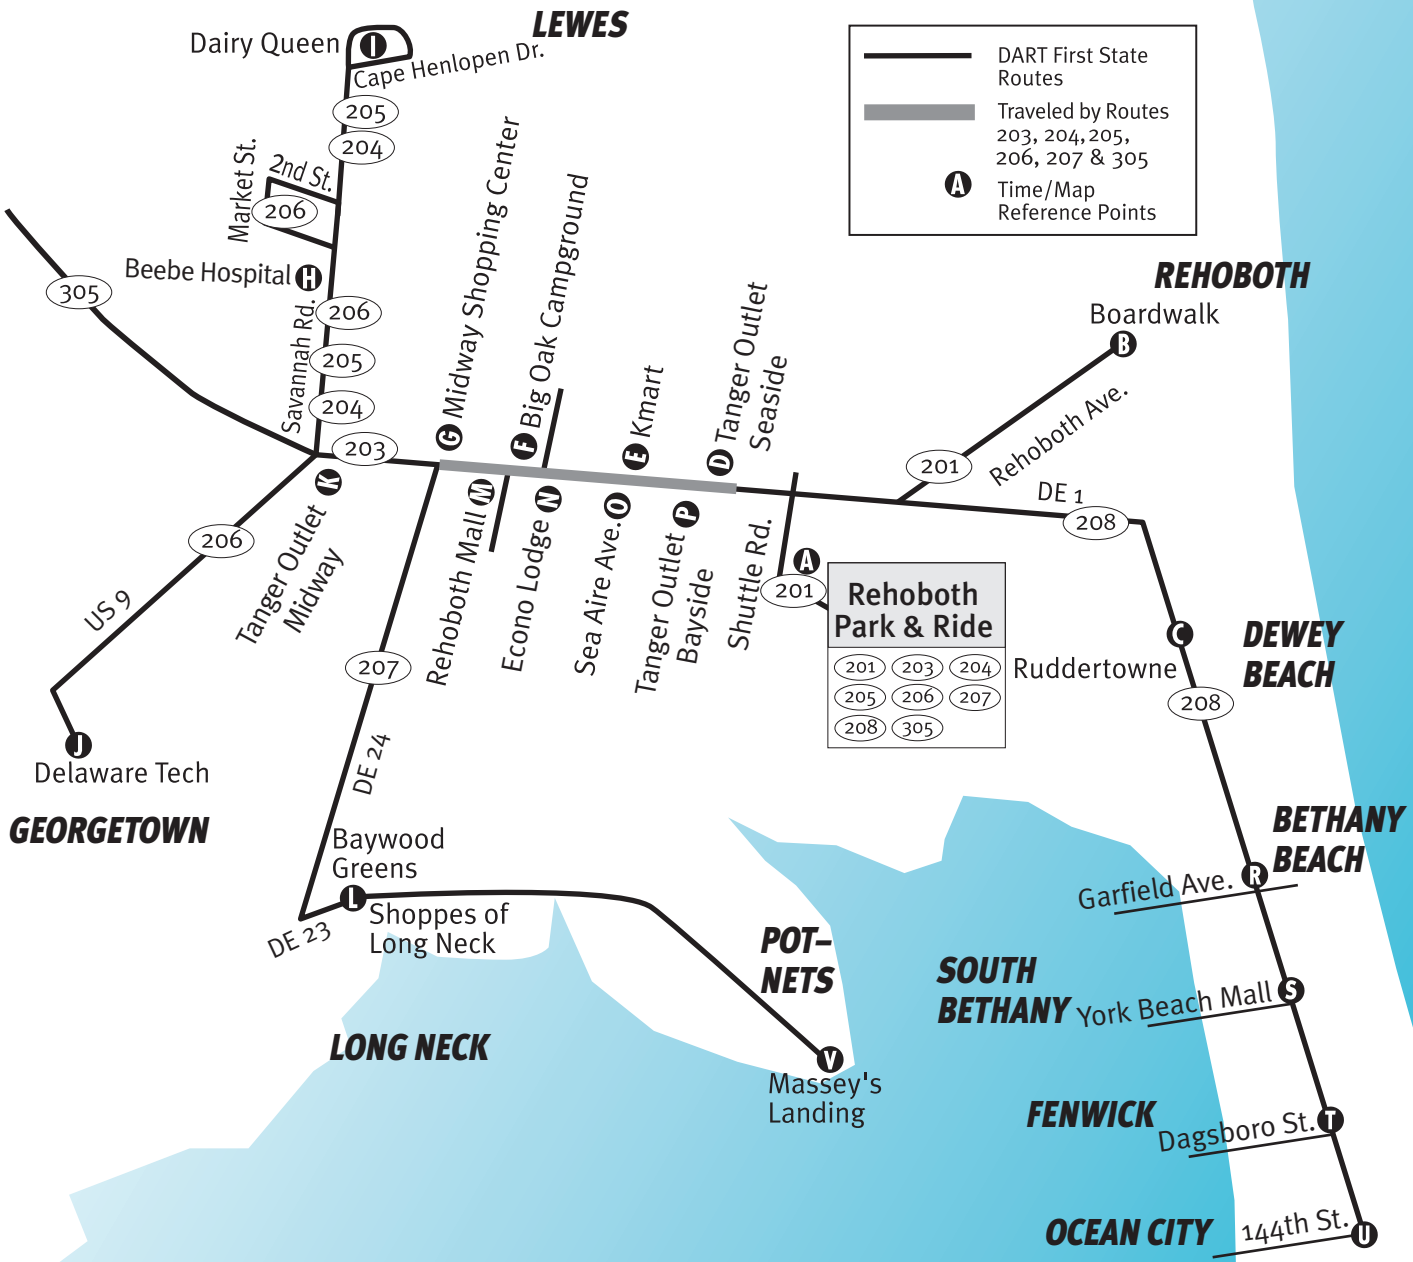 LEWES
Dairy Queen
I
Cape Henlopen Dr.
205
204
Market St.
2nd St.
206
Beebe Hospital
H
305
Savannah Rd.
206
205
204
203
DART First State
Routes
Traveled by Routes
203, 204, 205,
206, 207 & 305
A
Time/Map
Reference Points
G
Midway Shopping Center
F
Big Oak Campground
E
Kmart
D
Tanger Outlet
Seaside
REHOBOTH
Boardwalk
B
Rehoboth Ave.
201
DE 1
208
K
Tanger Outlet
Midway
206
US 9
J
Delaware Tech
GEORGETOWN
Rehoboth Mall
M
Econo Lodge
N
Sea Aire Ave.
O
Tanger Outlet
Bayside
P
Shuttle Rd.
A
201
Rehoboth
Park & Ride
201 203 204
205 206 207
208 305
Ruddertowne
C
DEWEY
BEACH
208
207
DE 24
Baywood
Greens
L
Shoppes of
Long Neck
DE 23
POT–
NETS
LONG NECK
V
Massey's
Landing
BETHANY
BEACH
Garfield Ave.
R
SOUTH
BETHANY
York Beach Mall
S
FENWICK
Dagsboro St.
T
OCEAN CITY
144th St.
U